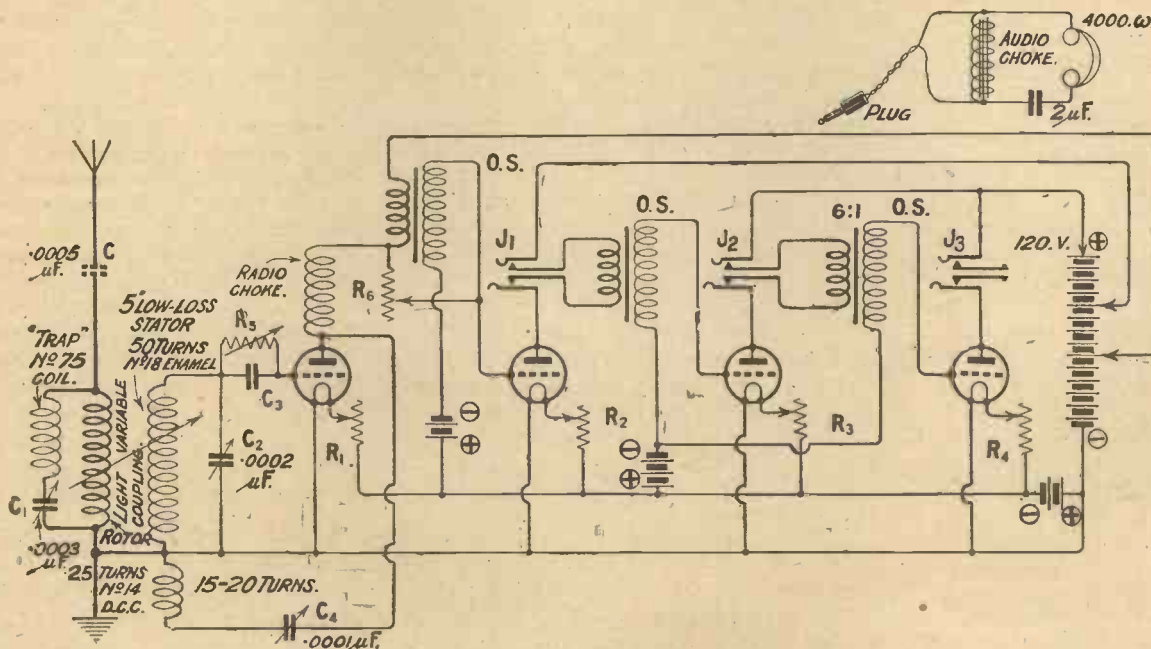 4000.ω
AUDIO
CHOKE.
PLUG
2µF.
O.S.
O.S.
6:1
O.S.
J1
J2
J3
120.V.
⊕
.0005
µF.
C
RADIO
CHOKE.
R6
5" LOW-LOSS
STATOR
50 TURNS
Nº18 ENAMEL
R5
"TRAP"
Nº75
COIL.
C3
C2
.0002
µF.
R1
R2
R3
R4
⊖
⊕
⊖
⊕
⊖
⊖
⊕
LIGHT VARIABLE
COUPLING.
C1
.0003
µF.
ROTOR
25 TURNS
Nº14
D.C.C.
15-20 TURNS.
C4
.0001µF.